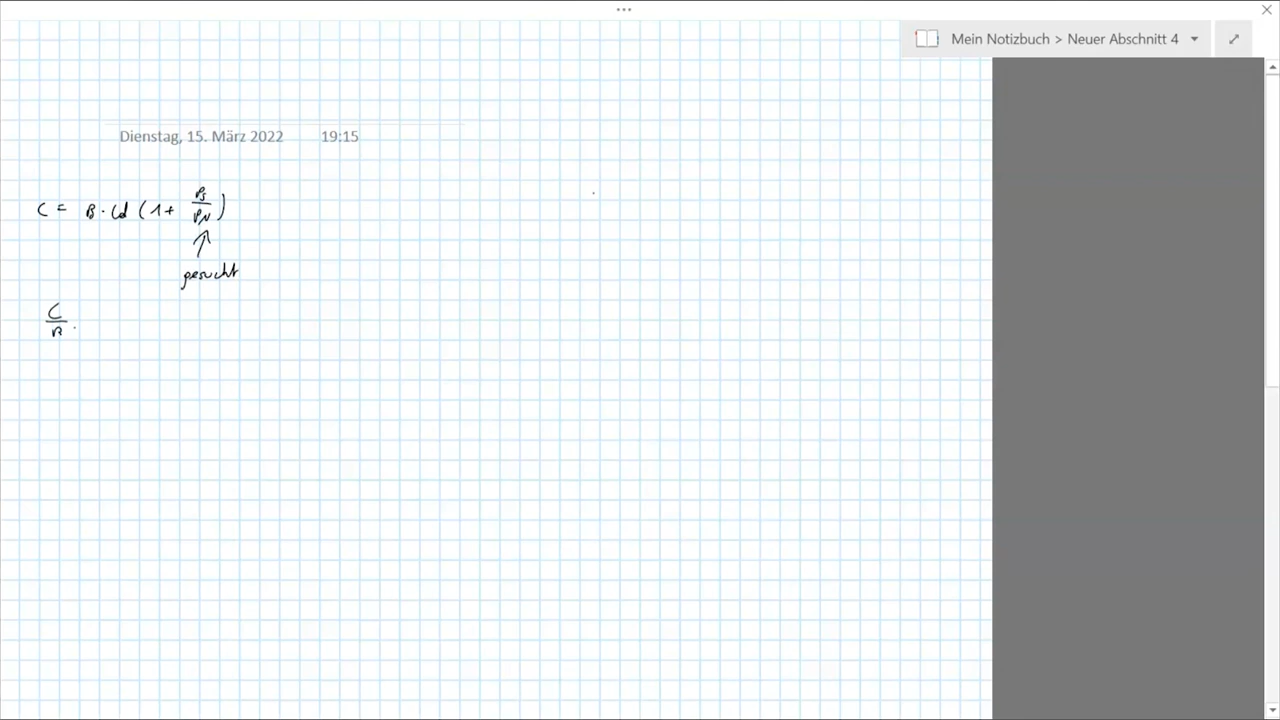 Mein Notizbuch > Neuer Abschnitt 4
Dienstag, 15. März 2022 19:15
C = B · ld (1 + Ps/PN)
gesucht
C/B